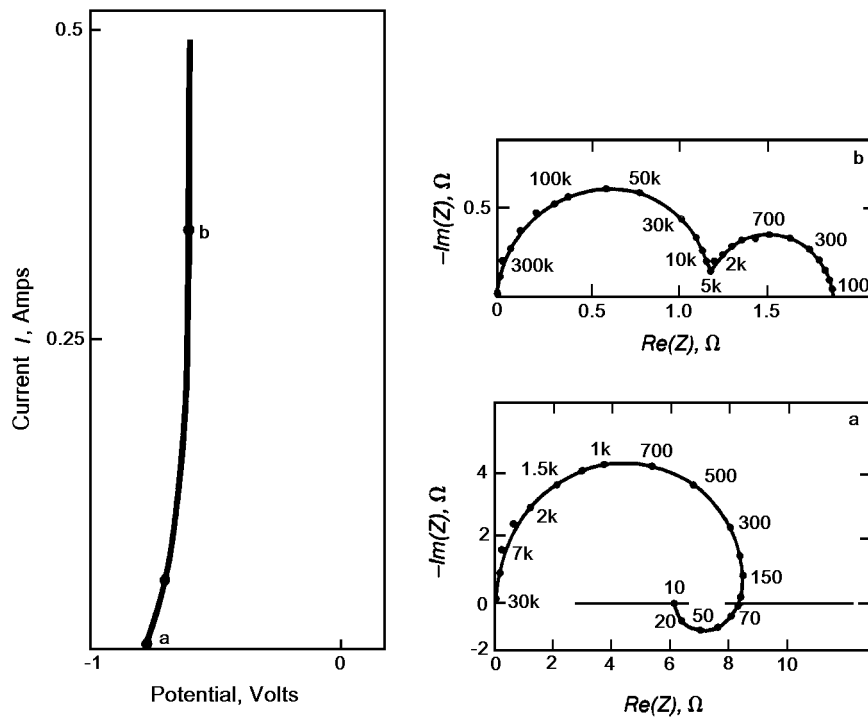 0.5
0.25
-1
0
Current I, Amps
Potential, Volts
a
b
b
0.5
–Im(Z), Ω
100k
50k
30k
300k
10k
5k
2k
700
300
100
0
0.5
1.0
1.5
Re(Z), Ω
a
4
2
0
-2
–Im(Z), Ω
1k
700
1.5k
500
2k
300
7k
150
30k
10
20
50
70
0
2
4
6
8
10
Re(Z), Ω